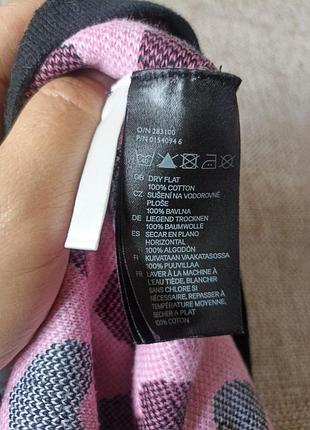 O/N 283100
P/N 0154094 6
GB DRY FLAT
100% COTTON
CZ SUŠENÍ NA VODOROVNÉ
PLOŠE
100% BAVLNA
DE LIEGEND TROCKNEN
100% BAUMWOLLE
ES SECAR EN PLANO
HORIZONTAL
100% ALGODÓN
FI KUIVATAAN VAAKATASOSSA
100% PUUVILLAA
FR LAVER À LA MACHINE À
L'EAU TIÈDE, BLANCHIR
SANS CHLORE SI
NÉCESSAIRE, REPASSER À
TEMPÉRATURE MOYENNE,
SECHER A PLAT
100% COTON